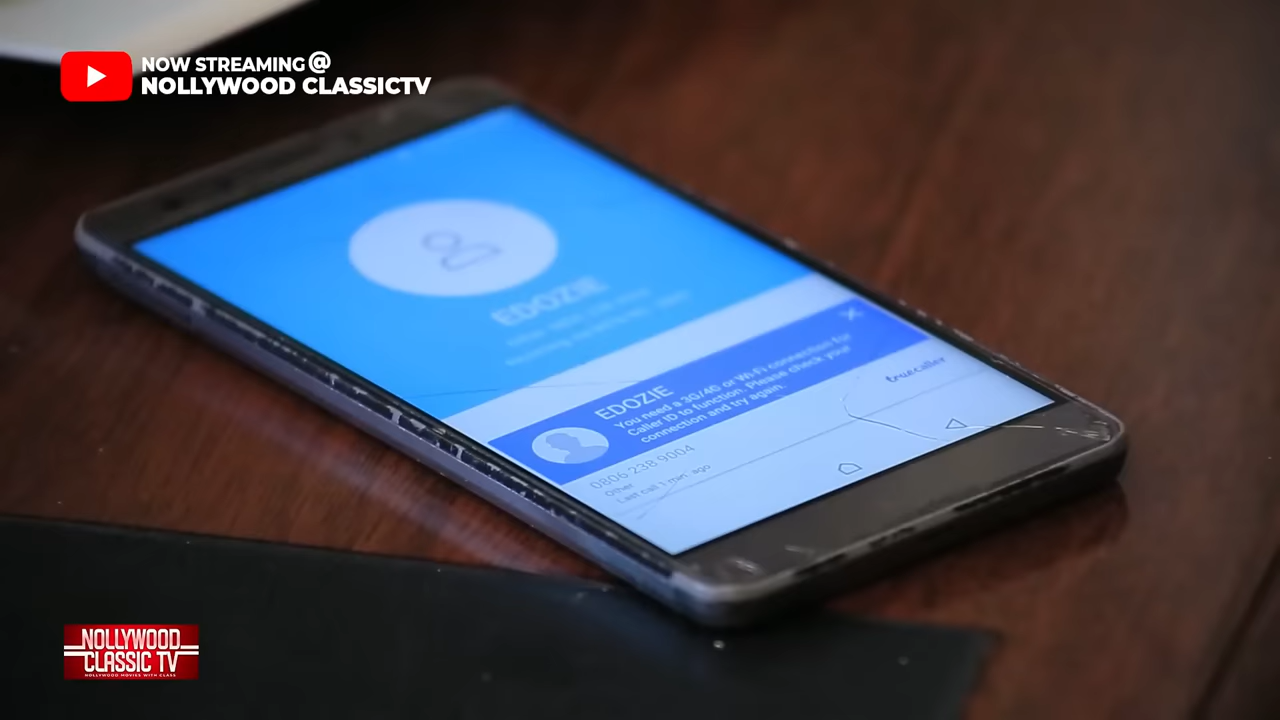 NOW STREAMING @
NOLLYWOOD CLASSICTV
EDOZIE
EDOZIE
You need a 3G/4G or Wi-Fi connection for
Caller ID to function. Please check your
connection and try again.
0806 238 9004
Other
Last call 1 min. ago
truecaller
NOLLYWOOD
CLASSIC TV
NOLLYWOOD MOVIES WITH CLASS